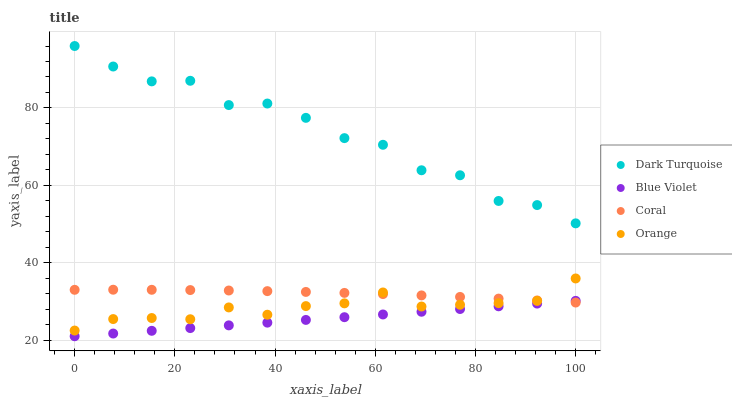 title
yaxis_label
80
60
40
20
0
20
40
60
80
100
xaxis_label
Dark Turquoise
Blue Violet
Coral
Orange